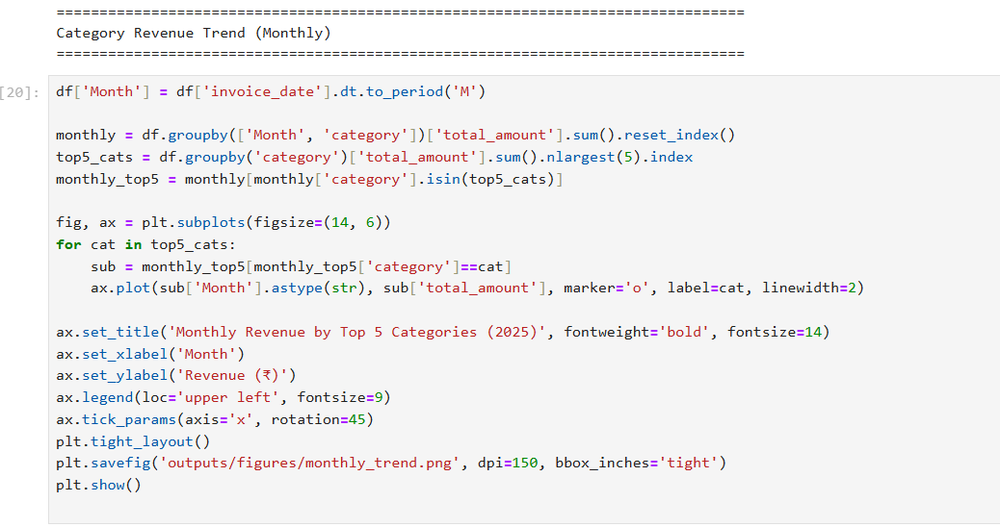 ================================================================================
Category Revenue Trend (Monthly)
================================================================================
[20]:
df['Month'] = df['invoice_date'].dt.to_period('M')

monthly = df.groupby(['Month', 'category'])['total_amount'].sum().reset_index()
top5_cats = df.groupby('category')['total_amount'].sum().nlargest(5).index
monthly_top5 = monthly[monthly['category'].isin(top5_cats)]

fig, ax = plt.subplots(figsize=(14, 6))
for cat in top5_cats:
    sub = monthly_top5[monthly_top5['category']==cat]
    ax.plot(sub['Month'].astype(str), sub['total_amount'], marker='o', label=cat, linewidth=2)

ax.set_title('Monthly Revenue by Top 5 Categories (2025)', fontweight='bold', fontsize=14)
ax.set_xlabel('Month')
ax.set_ylabel('Revenue (₹)')
ax.legend(loc='upper left', fontsize=9)
ax.tick_params(axis='x', rotation=45)
plt.tight_layout()
plt.savefig('outputs/figures/monthly_trend.png', dpi=150, bbox_inches='tight')
plt.show()